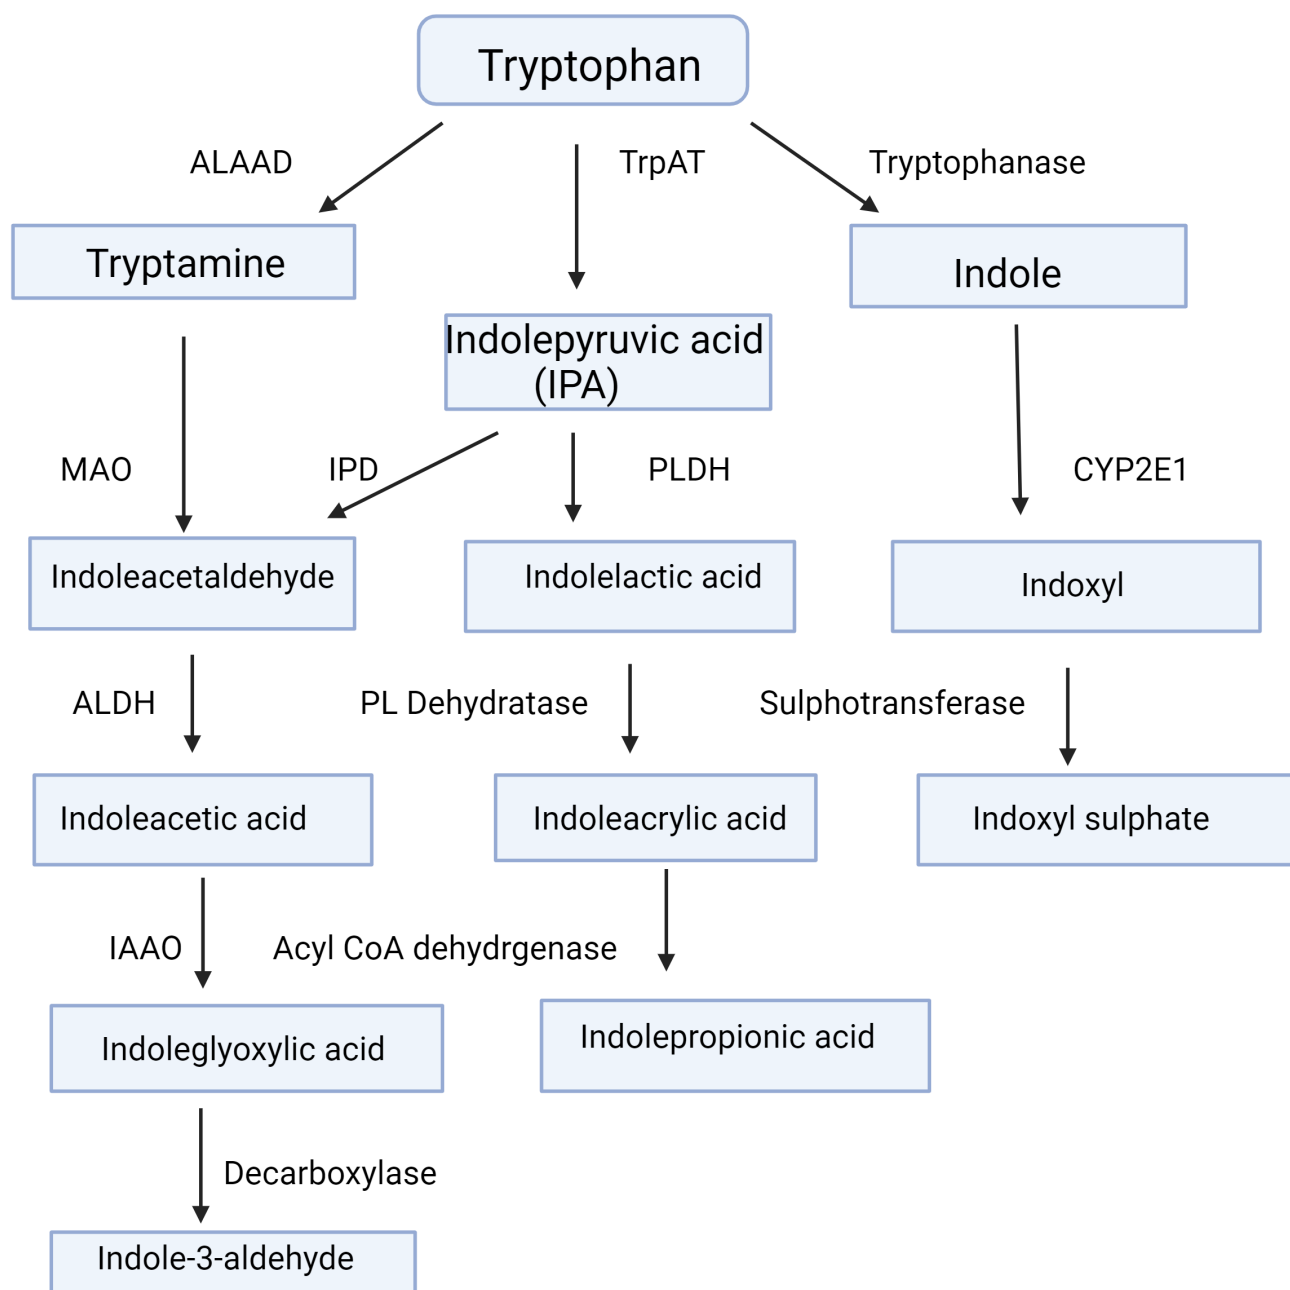 Tryptophan
ALAAD
TrpAT
Tryptophanase
Tryptamine
Indole
Indolepyruvic acid
(IPA)
MAO
IPD
PLDH
CYP2E1
Indoleacetaldehyde
Indolelactic acid
Indoxyl
ALDH
PL Dehydratase
Sulphotransferase
Indoleacetic acid
Indoleacrylic acid
Indoxyl sulphate
IAAO
Acyl CoA dehydrgenase
Indoleglyoxylic acid
Indolepropionic acid
Decarboxylase
Indole-3-aldehyde